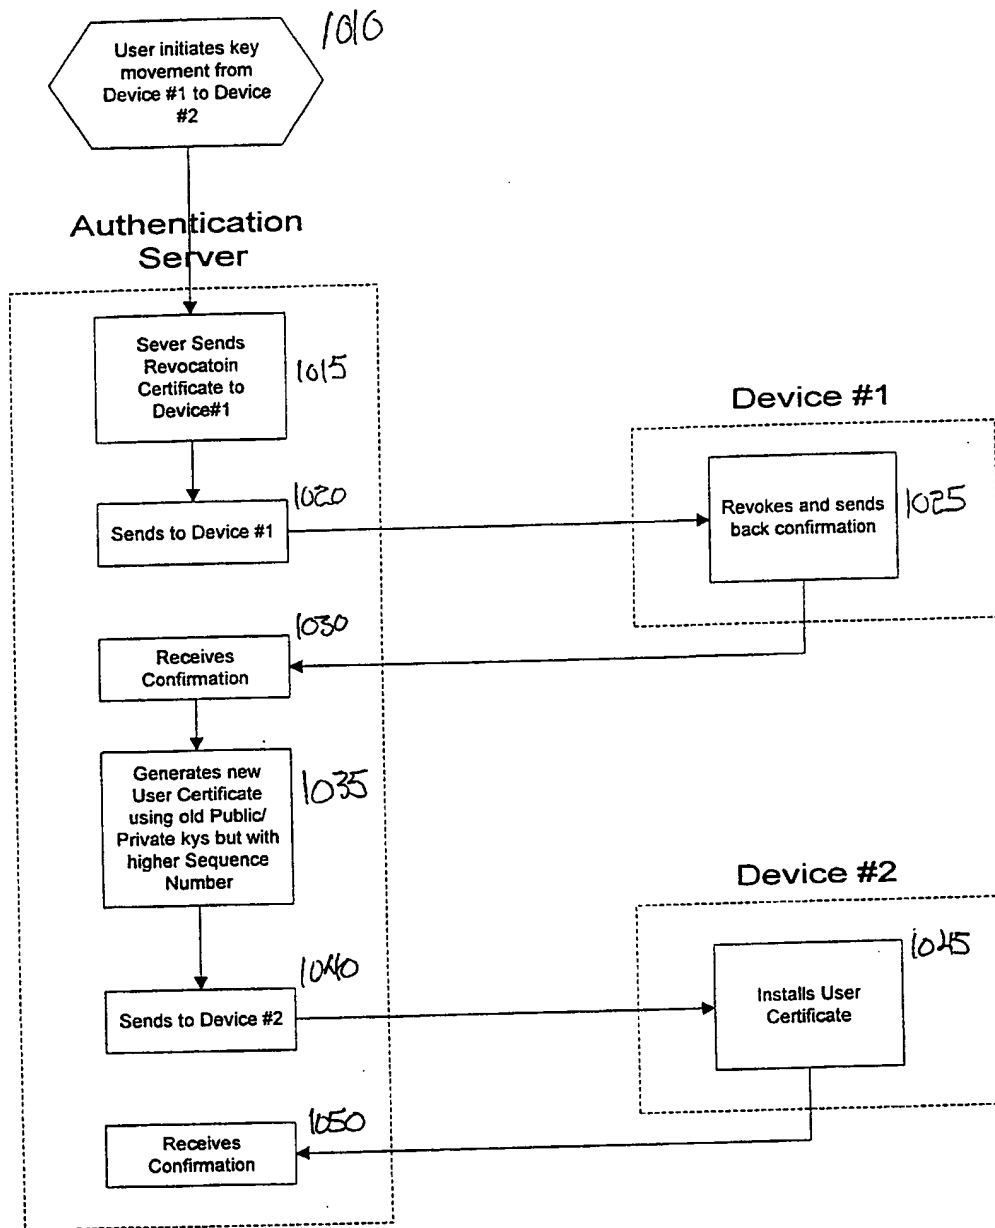 User initiates key
movement from
Device #1 to Device
#2
1010
Authentication
Server
Sever Sends
Revocatoin
Certificate to
Device#1
1015
Device #1
1020
Sends to Device #1
Revokes and sends
back confirmation
1025
1030
Receives
Confirmation
Generates new
User Certificate
using old Public/
Private kys but with
higher Sequence
Number
1035
Device #2
1040
Sends to Device #2
Installs User
Certificate
1045
1050
Receives
Confirmation